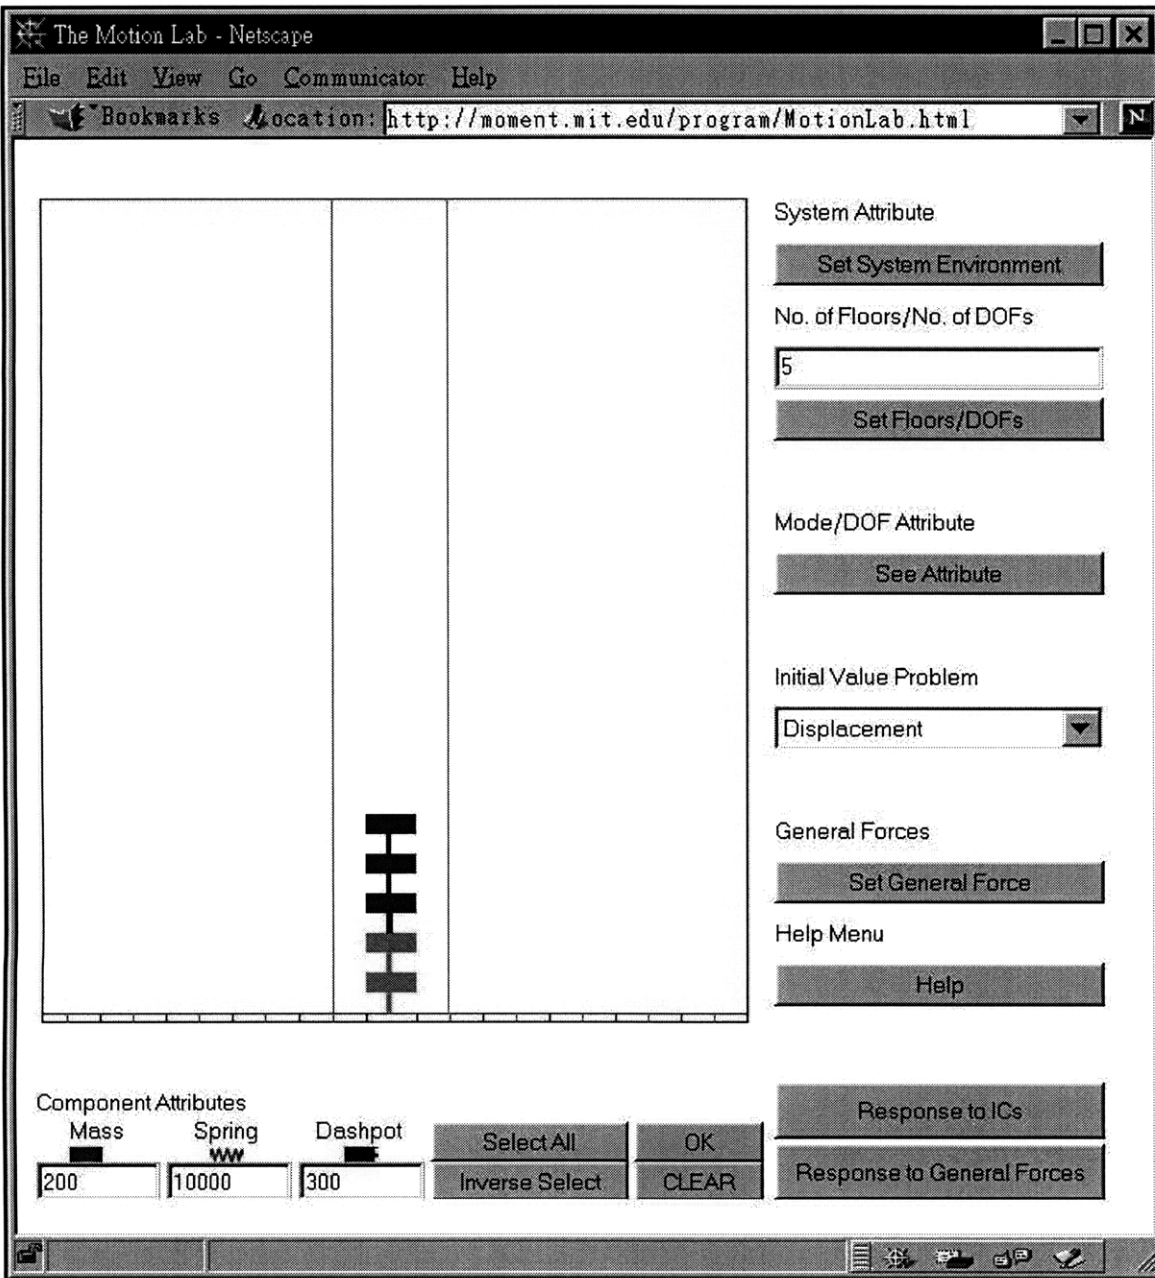 The Motion Lab - Netscape
File Edit View Go Communicator Help
Bookmarks Location: http://moment.mit.edu/program/MotionLab.html N
System Attribute
Set System Environment
No. of Floors/No. of DOFs
5
Set Floors/DOFs
Mode/DOF Attribute
See Attribute
Initial Value Problem
Displacement
General Forces
Set General Force
Help Menu
Help
Component Attributes
Mass Spring Dashpot
200 10000 300
Select All OK
Inverse Select CLEAR
Response to ICs
Response to General Forces